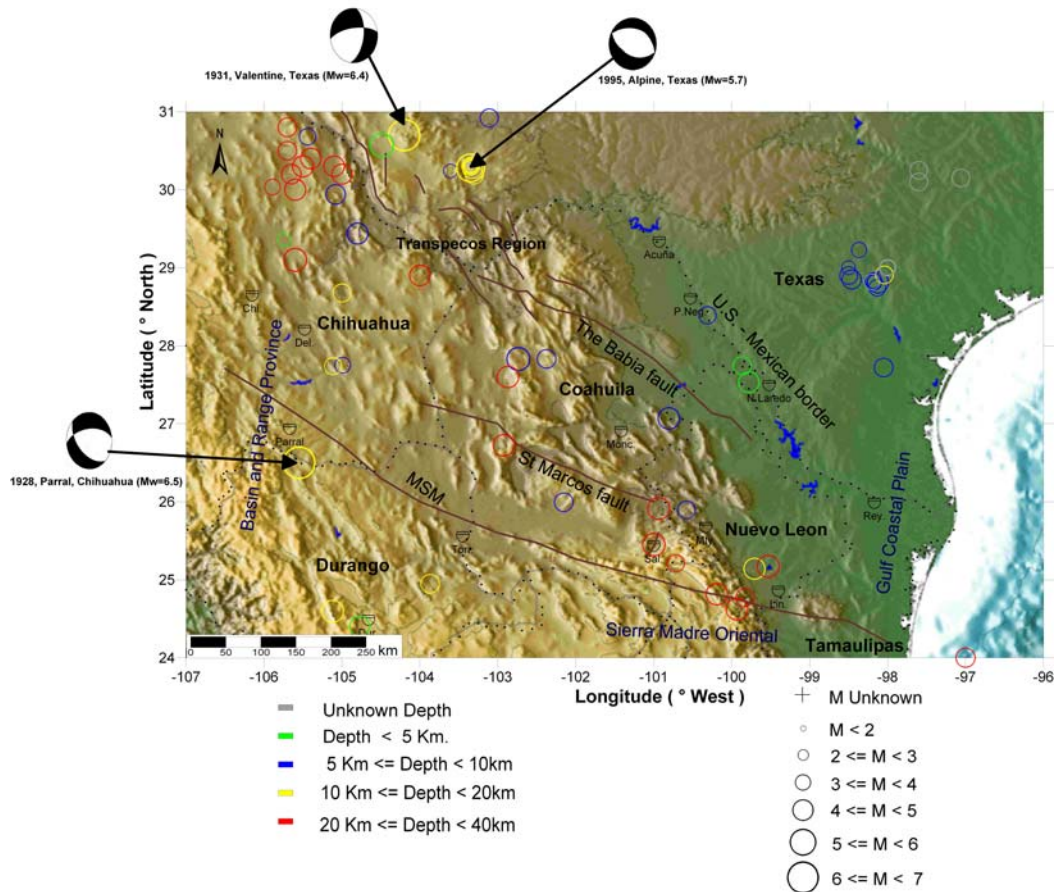 1931, Valentine, Texas (Mw=6.4)
1995, Alpine, Texas (Mw=5.7)
31
30
29
28
27
26
25
24
Latitude ( ° North)
N
Transpecos Region
Acuña
Texas
Chi.
P.Neg.
Chihuahua
Del.
U.S - Mexican border
The Babia fault
Basin and Range Province
Coahuila
N.Laredo
Parral
Monc.
1928, Parral, Chihuahua (Mw=6.5)
St Marcos fault
MSM
Rey.
Gulf Coastal Plain
Nuevo Leon
Mty.
Torr.
Sal.
Durango
Lin.
Sierra Madre Oriental
Tamaulipas
0 50 100 150 200 250 km
-107 -106 -105 -104 -103 -102 -101 -100 -99 -98 -97 -96
Longitude ( ° West )
Unknown Depth
Depth < 5 Km.
5 Km <= Depth < 10km
10 Km <= Depth < 20km
20 Km <= Depth < 40km
M Unknown
M < 2
2 <= M < 3
3 <= M < 4
4 <= M < 5
5 <= M < 6
6 <= M < 7